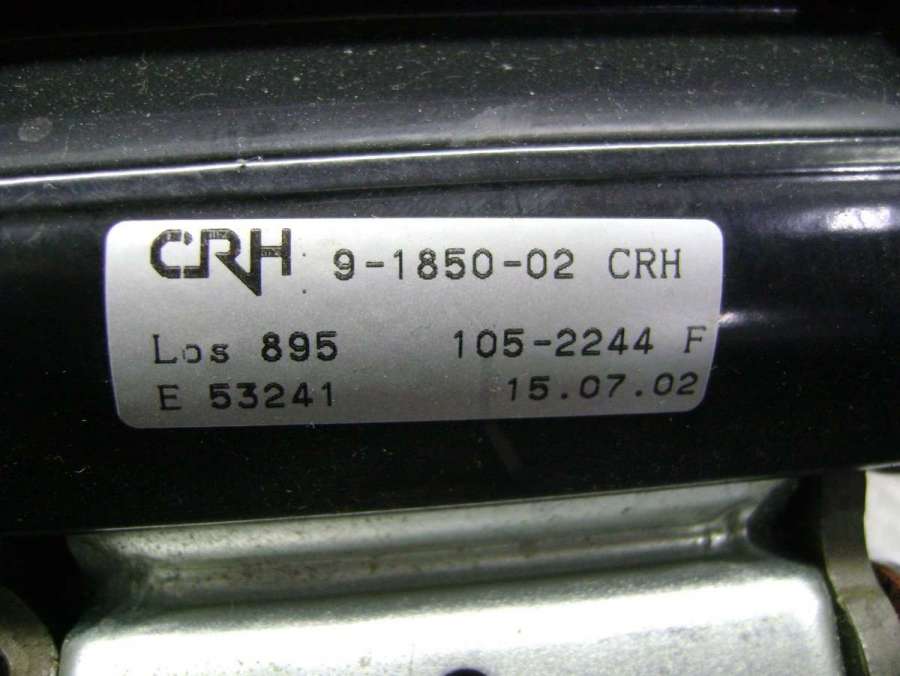 CRH 9-1850-02 CRH
Los 895 105-2244 F
E 53241 15.07.02